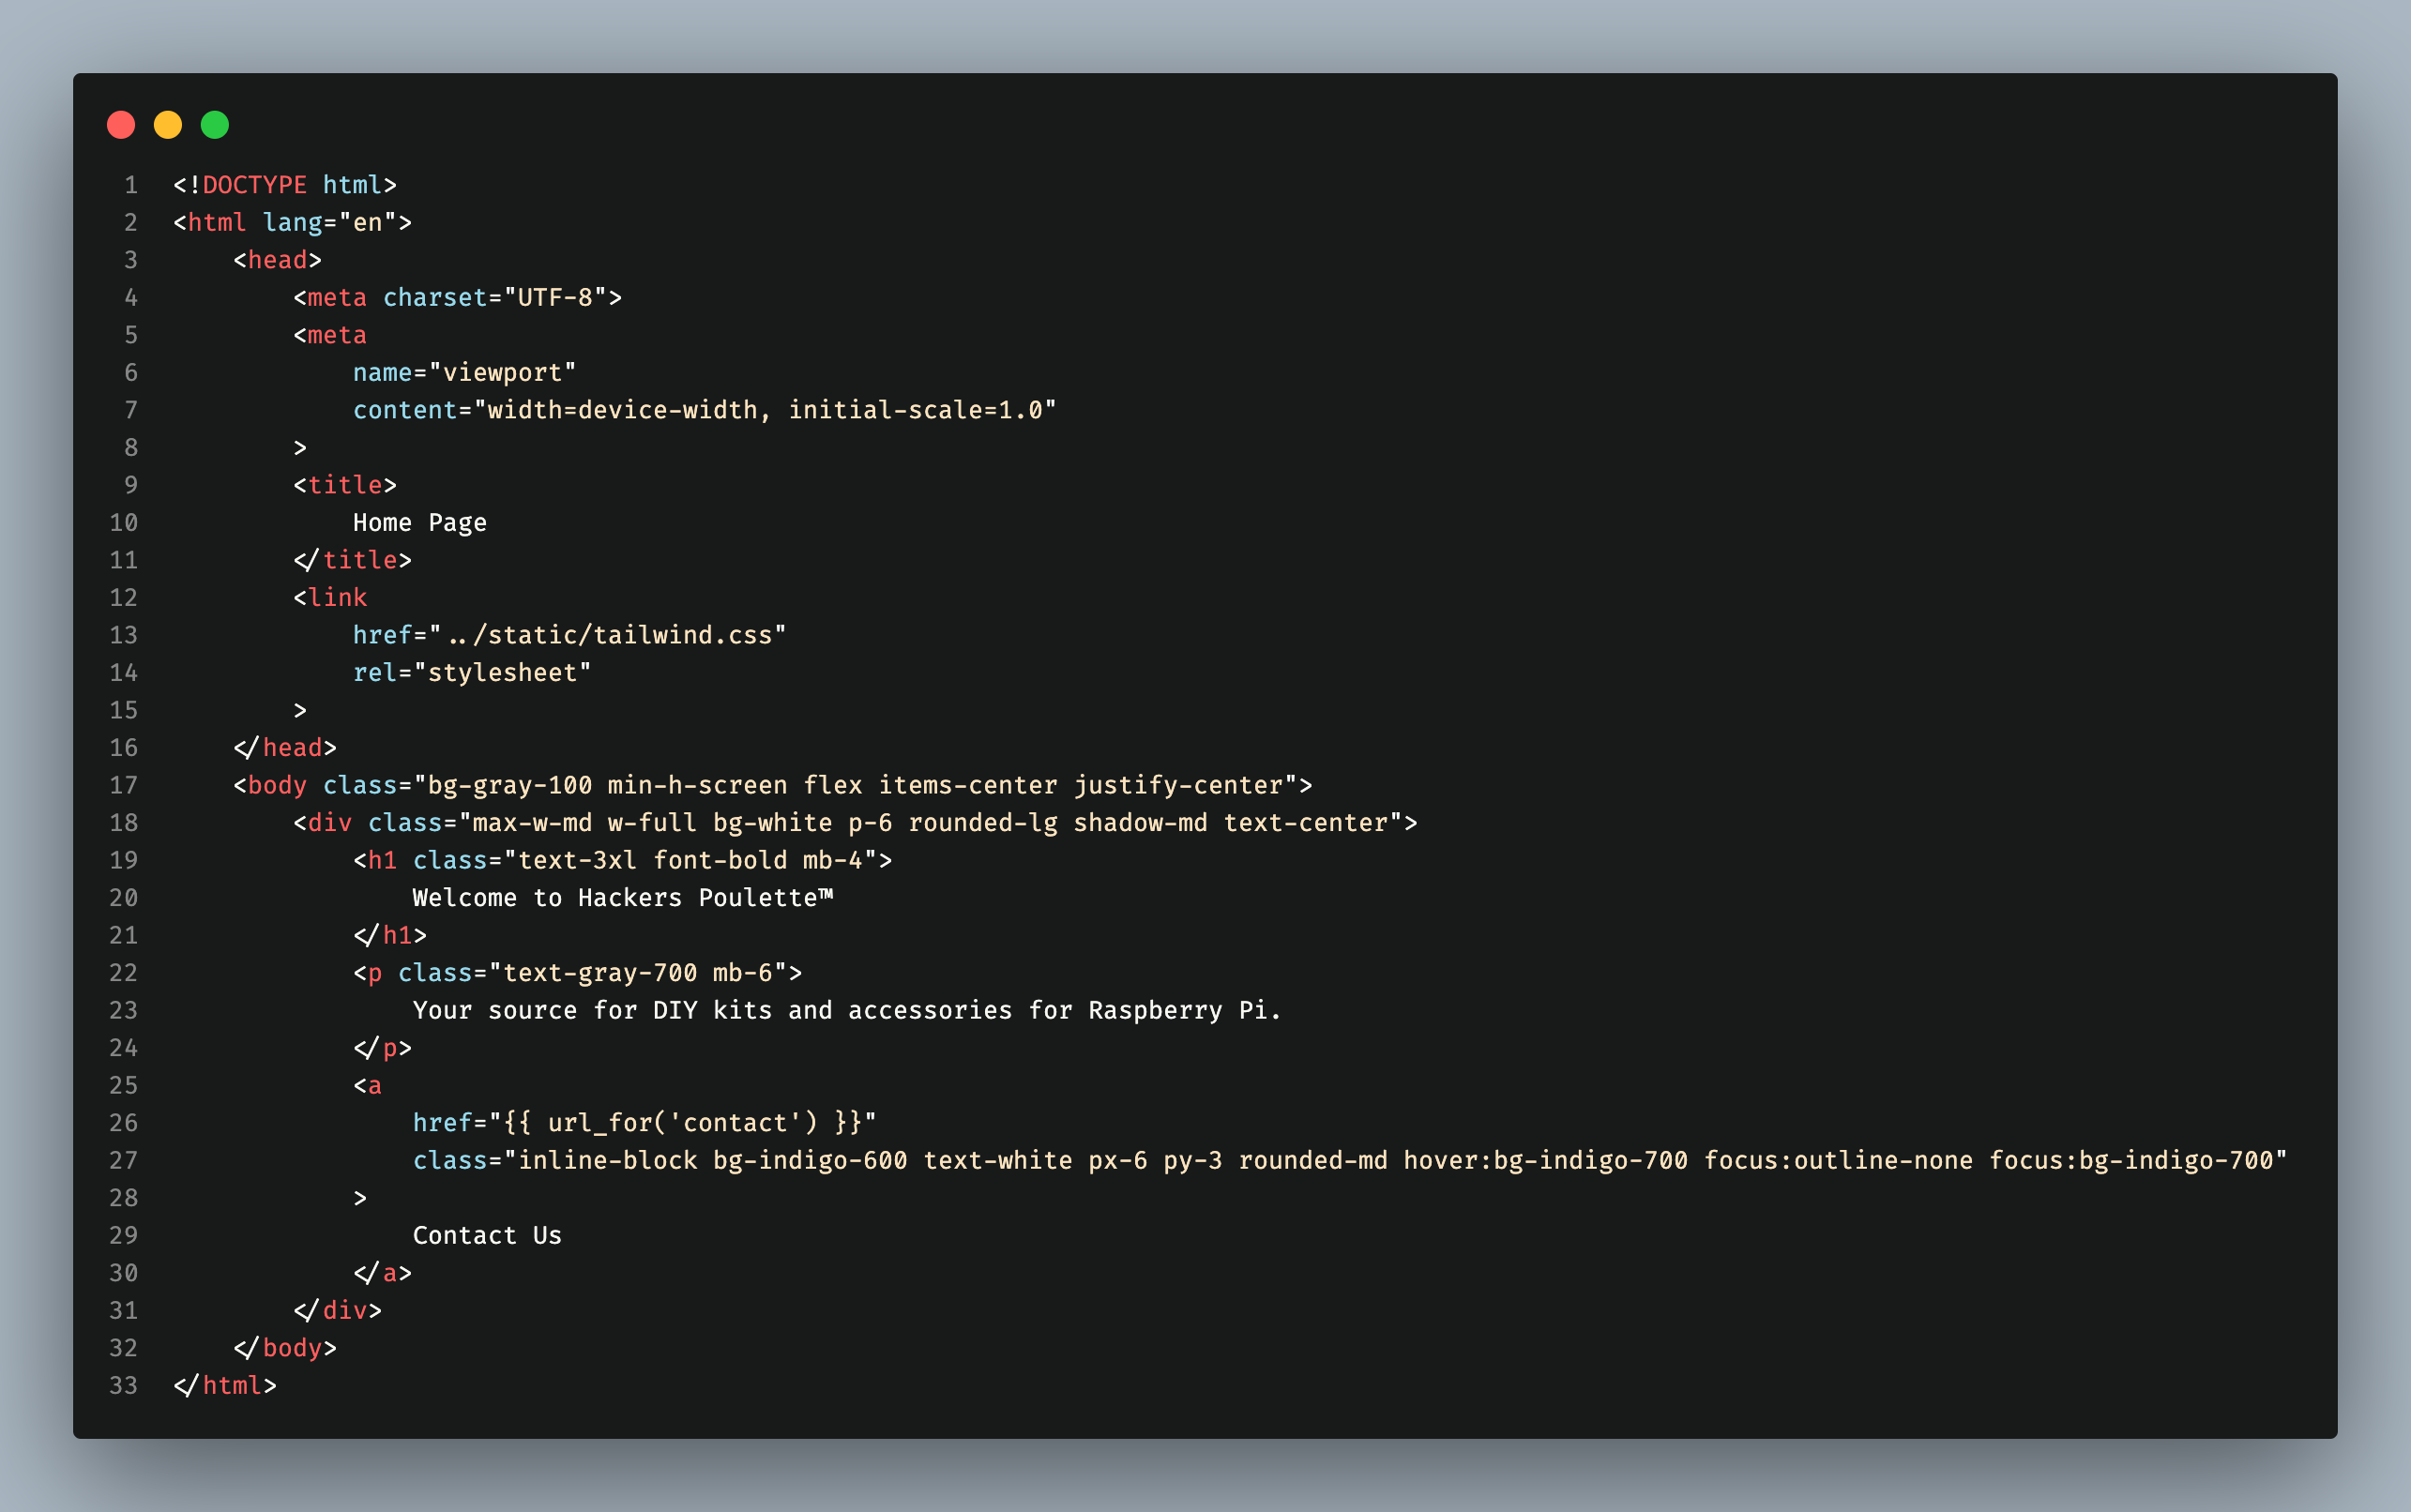 1 <!DOCTYPE html>
2 <html lang="en">
3     <head>
4         <meta charset="UTF-8">
5         <meta
6             name="viewport"
7             content="width=device-width, initial-scale=1.0"
8         >
9         <title>
10             Home Page
11         </title>
12         <link
13             href="../static/tailwind.css"
14             rel="stylesheet"
15         >
16     </head>
17     <body class="bg-gray-100 min-h-screen flex items-center justify-center">
18         <div class="max-w-md w-full bg-white p-6 rounded-lg shadow-md text-center">
19             <h1 class="text-3xl font-bold mb-4">
20                 Welcome to Hackers Poulette™
21             </h1>
22             <p class="text-gray-700 mb-6">
23                 Your source for DIY kits and accessories for Raspberry Pi.
24             </p>
25             <a
26                 href="{{ url_for('contact') }}"
27                 class="inline-block bg-indigo-600 text-white px-6 py-3 rounded-md hover:bg-indigo-700 focus:outline-none focus:bg-indigo-700"
28             >
29                 Contact Us
30             </a>
31         </div>
32     </body>
33 </html>